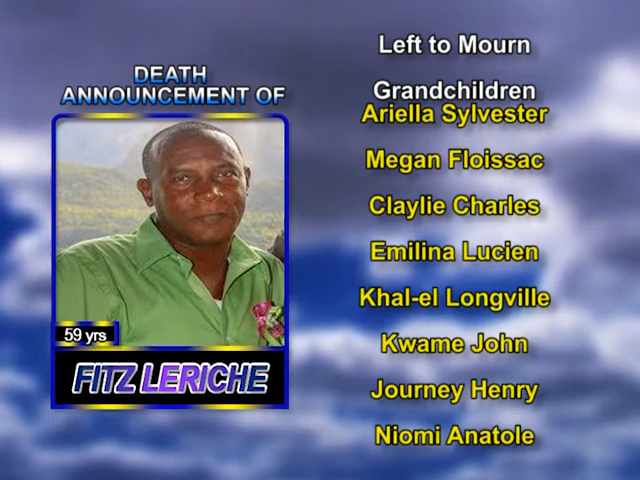 DEATH
ANNOUNCEMENT OF
59 yrs
FITZ LERICHE
Left to Mourn
Grandchildren
Ariella Sylvester
Megan Floissac
Claylie Charles
Emilina Lucien
Khal-el Longville
Kwame John
Journey Henry
Niomi Anatole